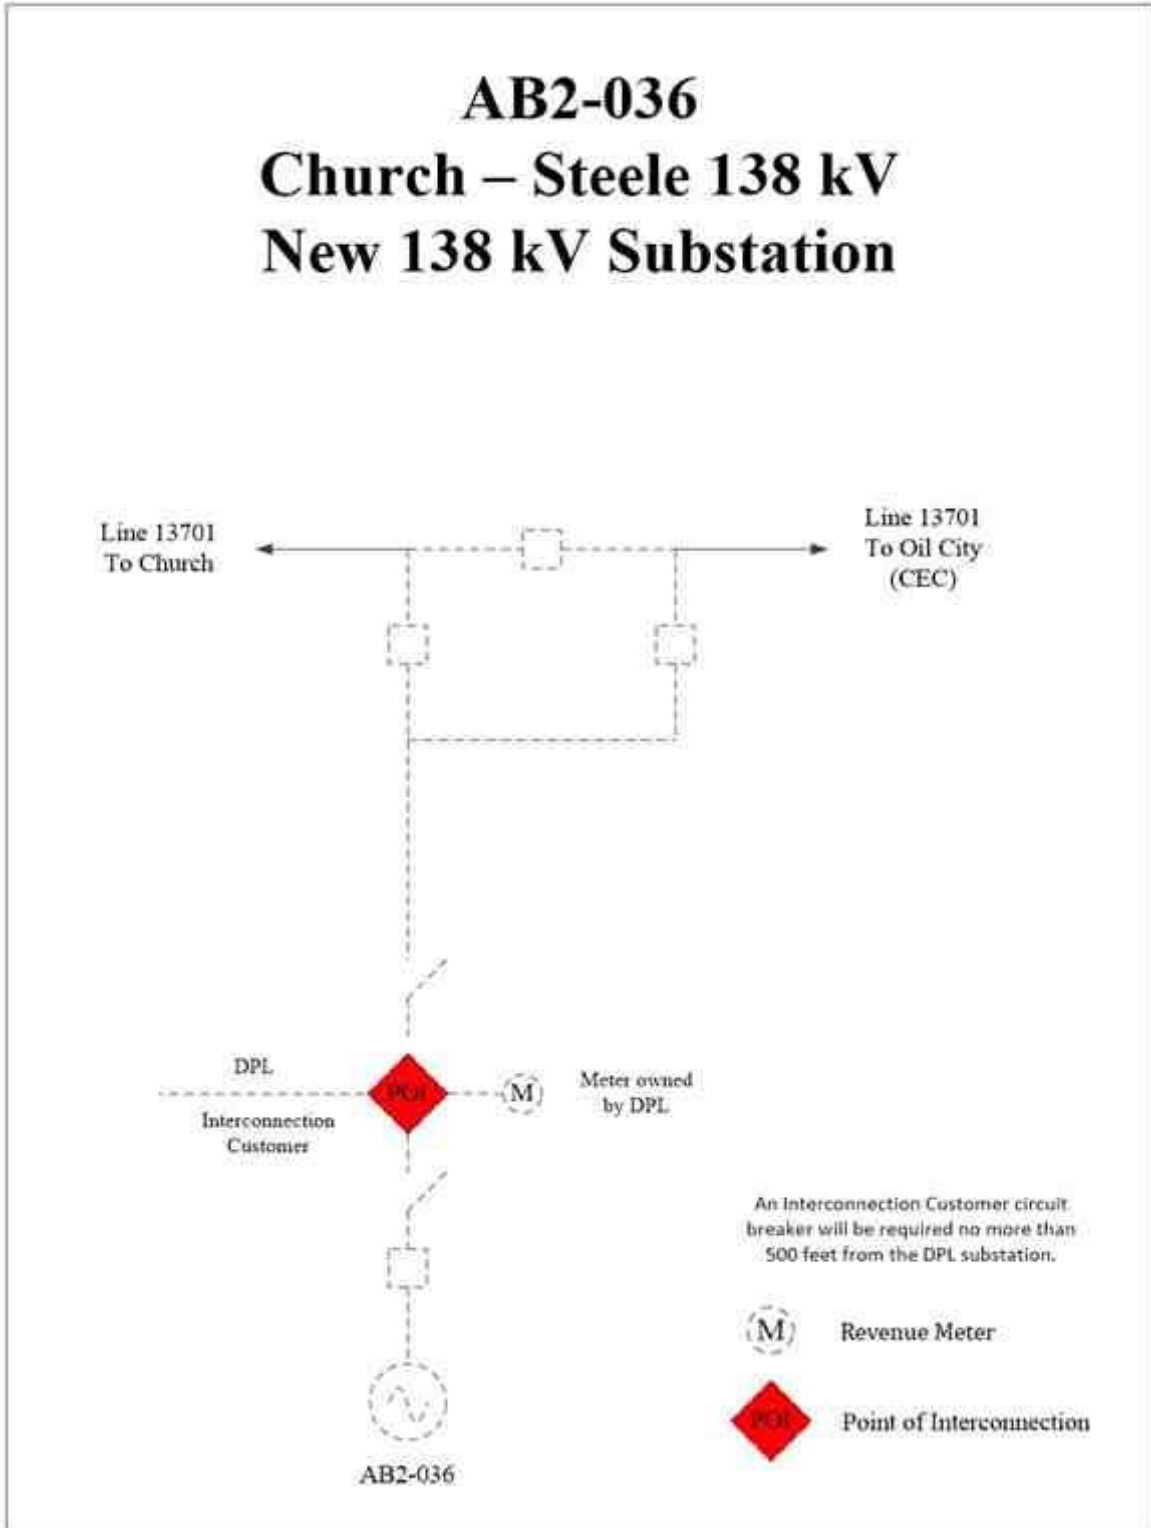 AB2-036
Church – Steele 138 kV
New 138 kV Substation
Line 13701
To Church
Line 13701
To Oil City
(CEC)
DPL
POI
M
Meter owned
by DPL
Interconnection
Customer
An Interconnection Customer circuit
breaker will be required no more than
500 feet from the DPL substation.
M
Revenue Meter
POI
Point of Interconnection
AB2-036